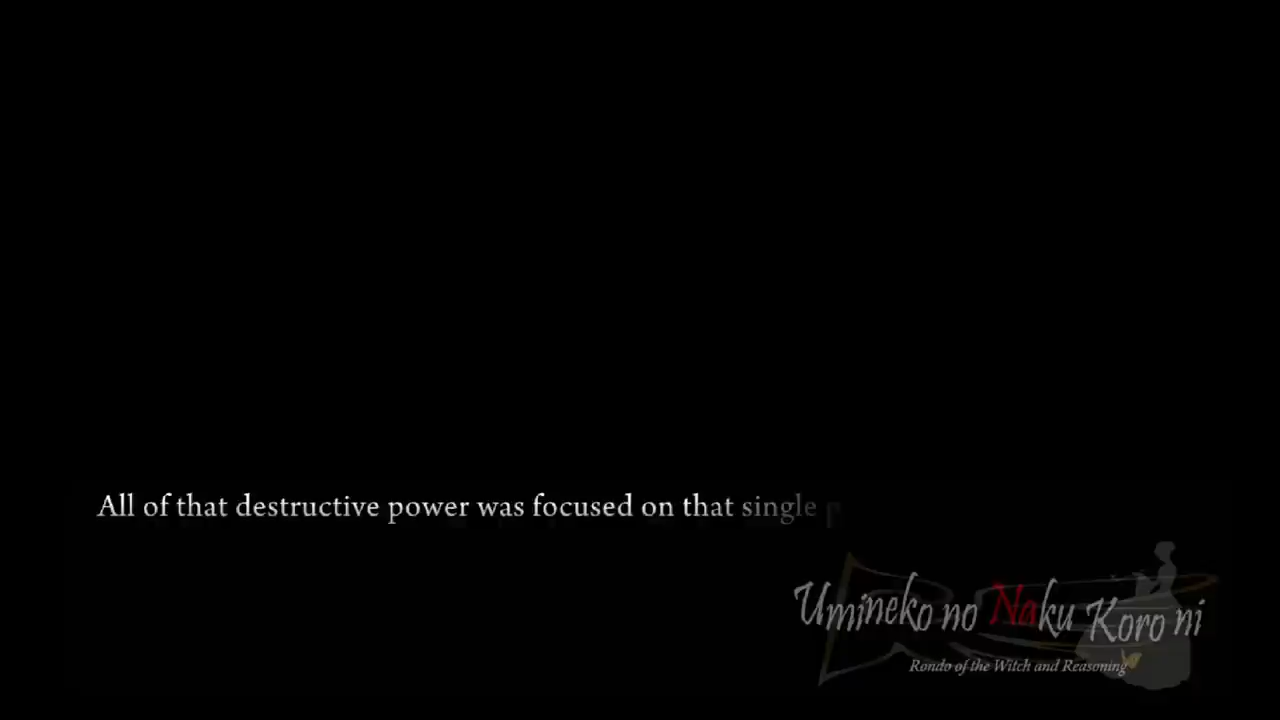 All of that destructive power was focused on that single
Umineko no Naku Koro ni
Rondo of the Witch and Reasoning